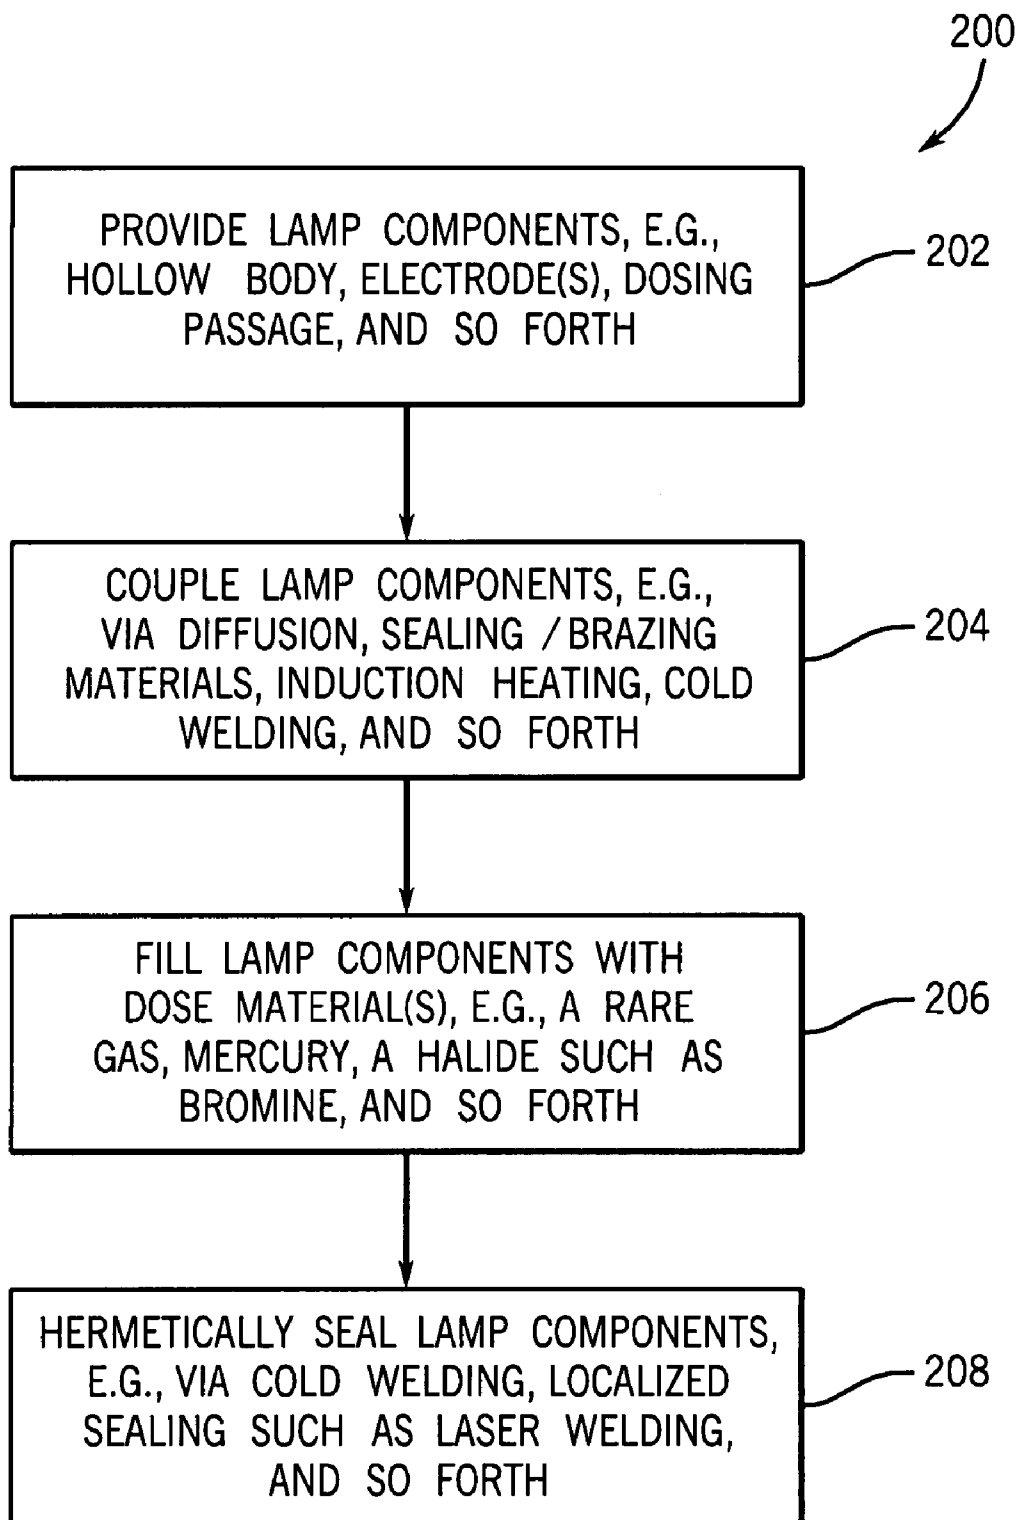 200
PROVIDE LAMP COMPONENTS, E.G.,
HOLLOW BODY, ELECTRODE(S), DOSING
PASSAGE, AND SO FORTH
202
COUPLE LAMP COMPONENTS, E.G.,
VIA DIFFUSION, SEALING / BRAZING
MATERIALS, INDUCTION HEATING, COLD
WELDING, AND SO FORTH
204
FILL LAMP COMPONENTS WITH
DOSE MATERIAL(S), E.G., A RARE
GAS, MERCURY, A HALIDE SUCH AS
BROMINE, AND SO FORTH
206
HERMETICALLY SEAL LAMP COMPONENTS,
E.G., VIA COLD WELDING, LOCALIZED
SEALING SUCH AS LASER WELDING,
AND SO FORTH
208